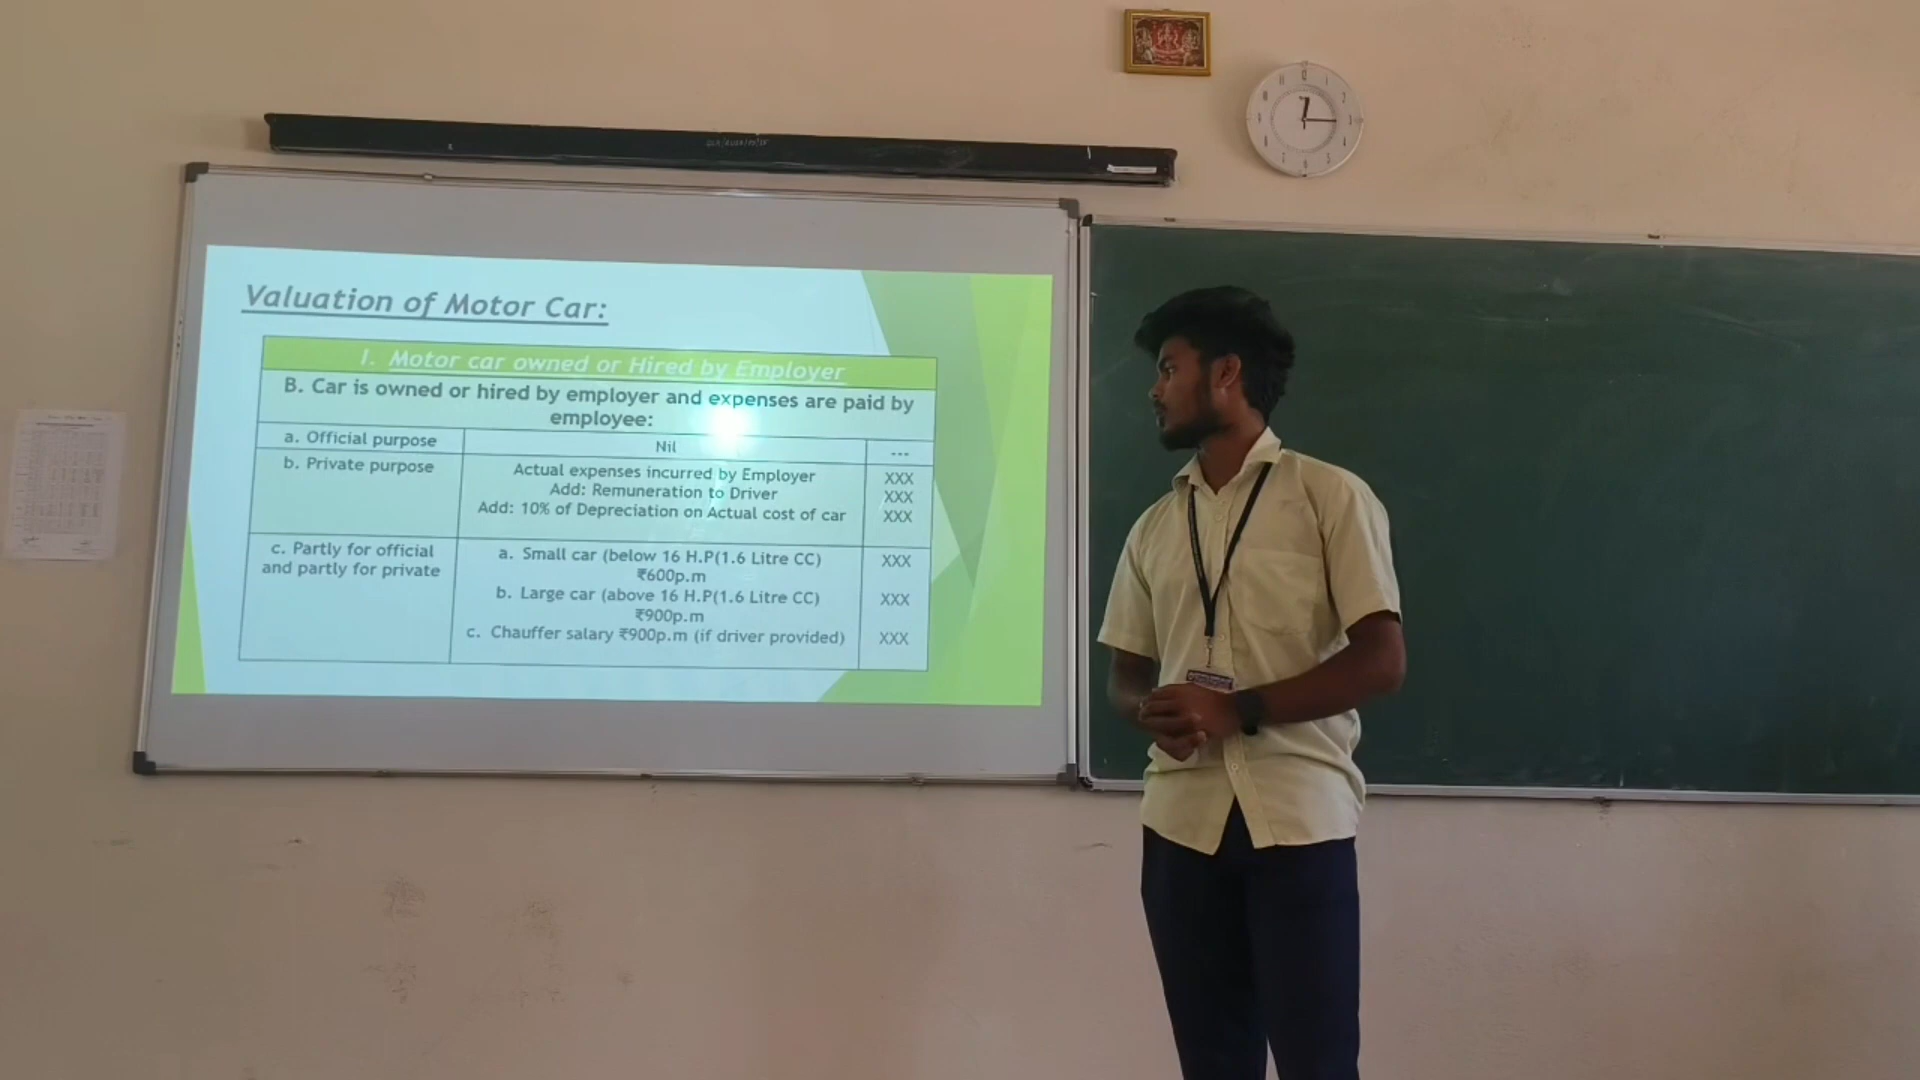 Valuation of Motor Car:
I. Motor car owned or Hired by Employer
B. Car is owned or hired by employer and expenses are paid by
employee:
a. Official purpose
Nil
---
b. Private purpose
Actual expenses incurred by Employer
XXX
Add: Remuneration to Driver
XXX
Add: 10% of Depreciation on Actual cost of car
XXX
c. Partly for official
and partly for private
a. Small car (below 16 H.P(1.6 Litre CC)
₹600p.m
XXX
b. Large car (above 16 H.P(1.6 Litre CC)
₹900p.m
XXX
c. Chauffer salary ₹900p.m (if driver provided)
XXX